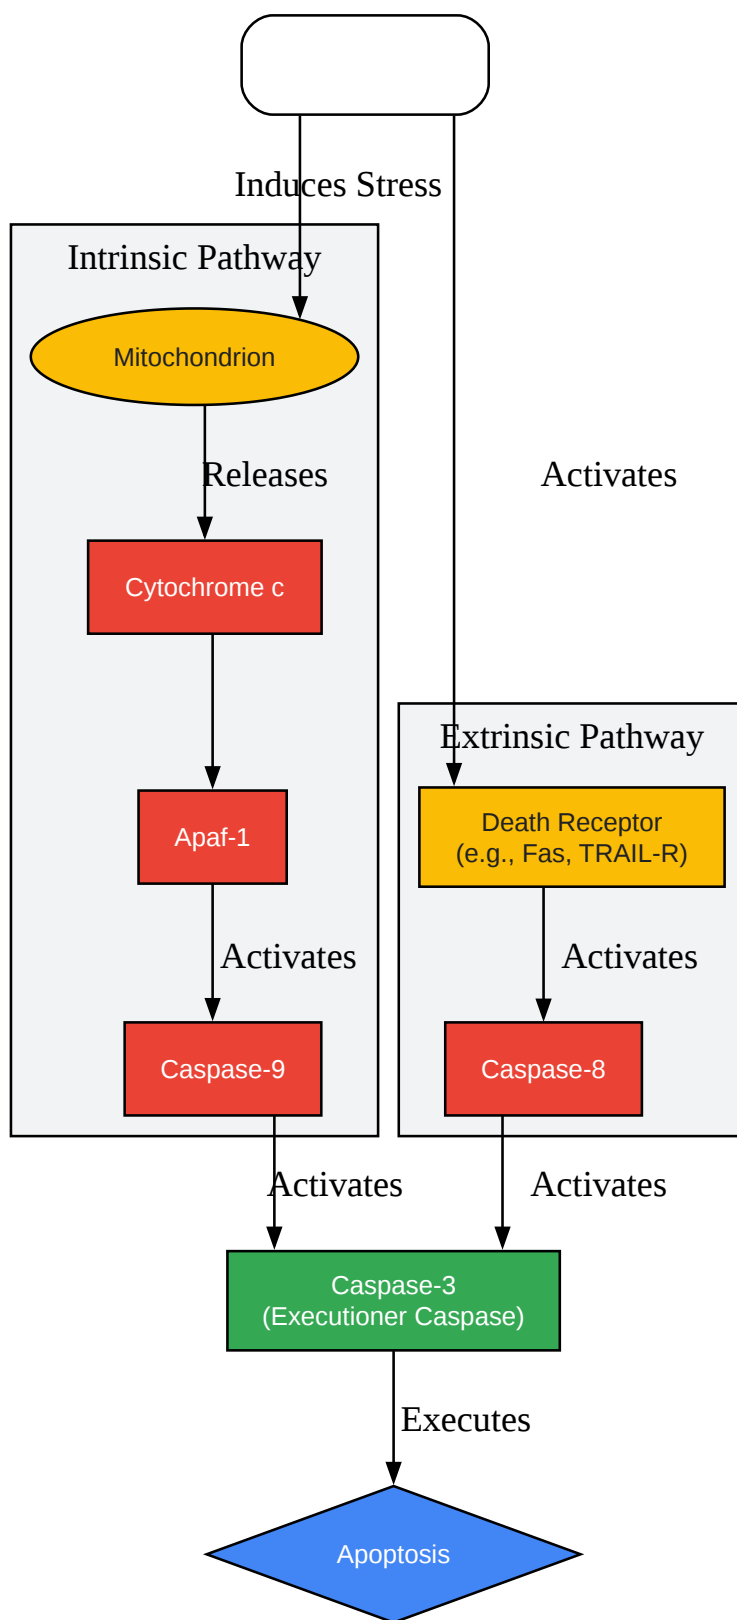 Induces Stress
Intrinsic Pathway
Mitochondrion
Releases
Activates
Cytochrome c
Extrinsic Pathway
Apaf-1
Death Receptor
(e.g., Fas, TRAIL-R)
Activates
Activates
Caspase-9
Caspase-8
Activates
Activates
Caspase-3
(Executioner Caspase)
Executes
Apoptosis